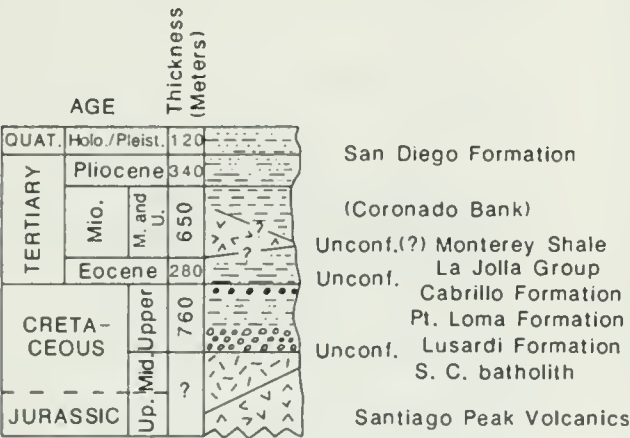 AGE
Thickness
(Meters)
QUAT. Holo./Pleist. 120
TERTIARY
Pliocene 340
San Diego Formation
Mio. M. and U. 650
(Coronado Bank)
?
Unconf.(?) Monterey Shale
?
Eocene 280
Unconf. La Jolla Group
Cabrillo Formation
CRETA-
CEOUS
Upper 760
Pt. Loma Formation
Unconf. Lusardi Formation
Mid. ?
S. C. batholith
JURASSIC Up.
Santiago Peak Volcanics